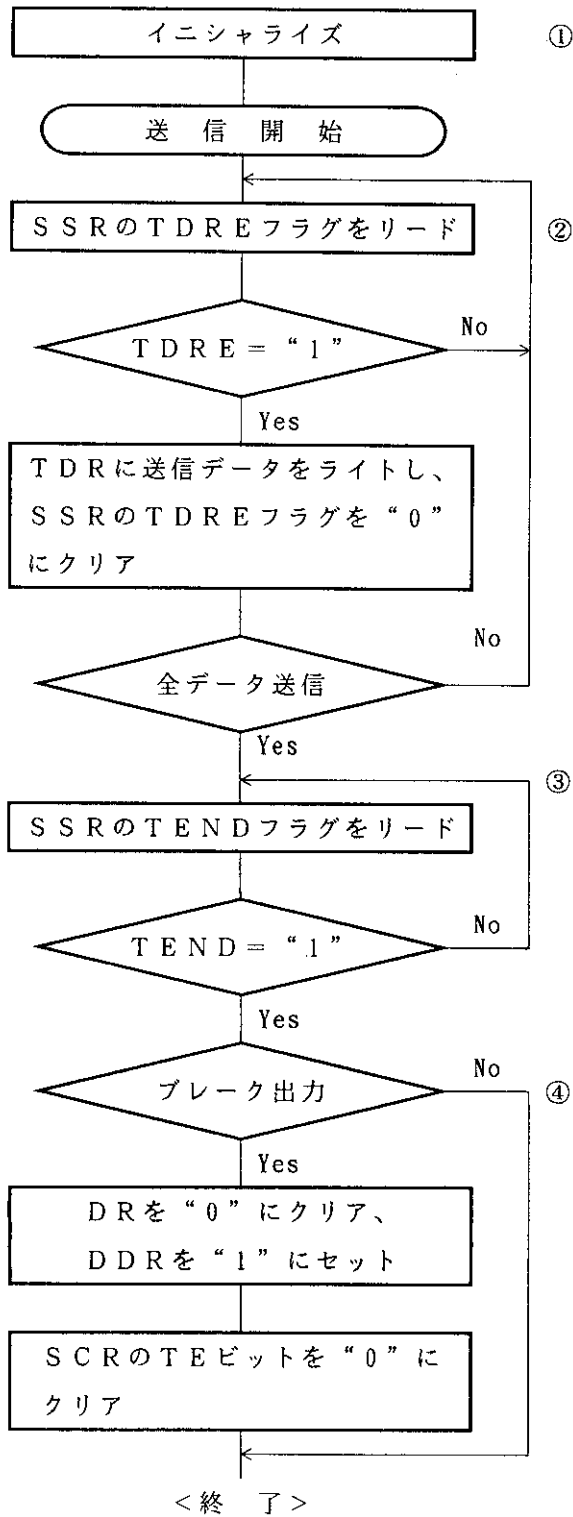 イニシャライズ
①
送信開始
SSRのTDREフラグをリード
②
TDRE=“1”
No
Yes
TDRに送信データをライトし、
SSRのTDREフラグを“0”
にクリア
No
全データ送信
Yes
③
SSRのTENDフラグをリード
TEND=“1”
No
Yes
ブレーク出力
No
④
Yes
DRを“0”にクリア、
DDRを“1”にセット
SCRのTEビットを“0”に
クリア
<終 了>